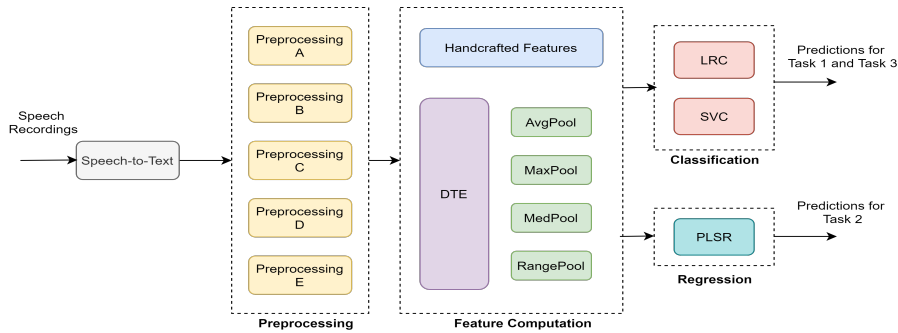 Speech
Recordings
Speech-to-Text
Preprocessing
A
Preprocessing
B
Preprocessing
C
Preprocessing
D
Preprocessing
E
Preprocessing
Handcrafted Features
DTE
AvgPool
MaxPool
MedPool
RangePool
Feature Computation
LRC
SVC
Classification
Predictions for
Task 1 and Task 3
PLSR
Regression
Predictions for
Task 2